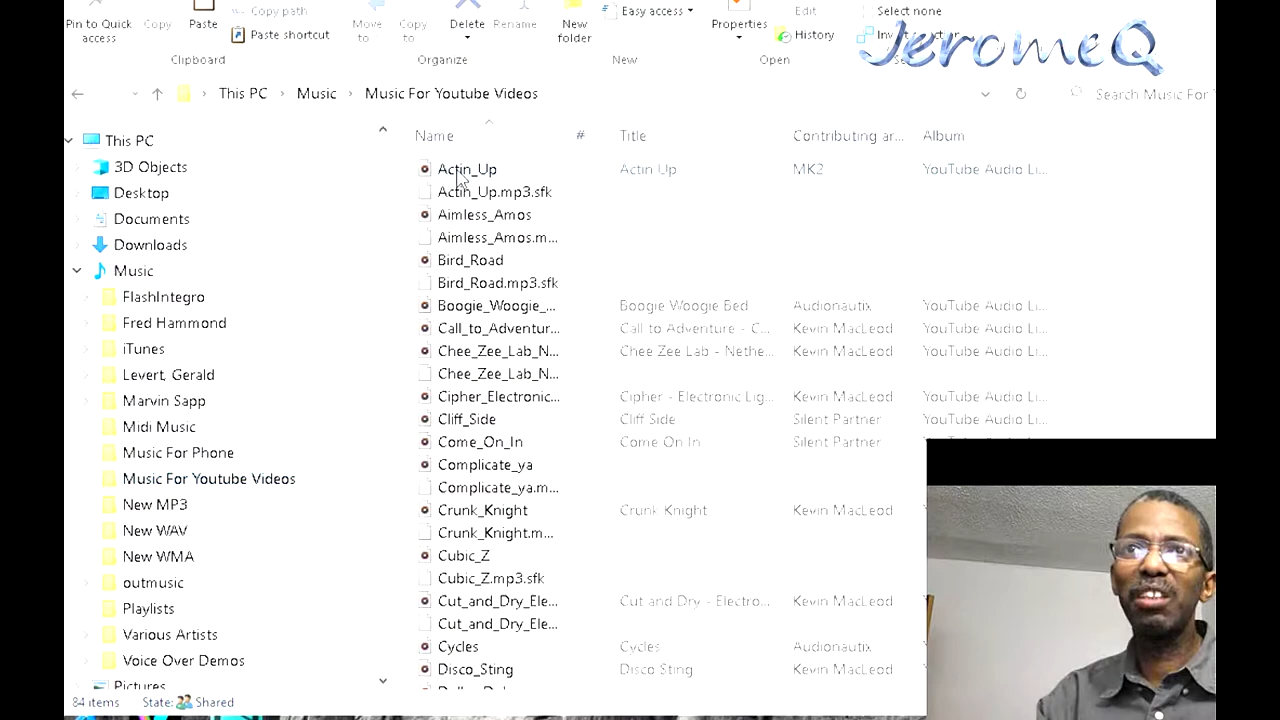 Pin to Quick access
Copy
Paste
Copy path
Paste shortcut
Clipboard
Move to
Copy to
Delete
Rename
Organize
New folder
Easy access
New
Properties
Edit
History
Open
Select none
JeromeQ
This PC > Music > Music For Youtube Videos
Search Music For
Name # Title Contributing ar... Album
This PC
3D Objects
Desktop
Documents
Downloads
Music
FlashIntegro
Fred Hammond
iTunes
Levert, Gerald
Marvin Sapp
Midi Music
Music For Phone
Music For Youtube Videos
New MP3
New WAV
New WMA
outmusic
Playlists
Various Artists
Voice Over Demos
Pictures
Actin_Up Actin Up MK2 YouTube Audio Li...
Actin_Up.mp3.sfk
Aimless_Amos
Aimless_Amos.m...
Bird_Road
Bird_Road.mp3.sfk
Boogie_Woogie_... Boogie Woogie Bed Audionautix YouTube Audio Li...
Call_to_Adventur... Call to Adventure - C... Kevin MacLeod YouTube Audio Li...
Chee_Zee_Lab_N... Chee Zee Lab - Nethe... Kevin MacLeod YouTube Audio Li...
Chee_Zee_Lab_N...
Cipher_Electronic... Cipher - Electronic Lig... Kevin MacLeod YouTube Audio Li...
Cliff_Side Cliff Side Silent Partner YouTube Audio Li...
Come_On_In Come On In Silent Partner
Complicate_ya
Complicate_ya.m...
Crunk_Knight Crunk Knight Kevin MacLeod
Crunk_Knight.m...
Cubic_Z
Cubic_Z.mp3.sfk
Cut_and_Dry_Ele... Cut and Dry - Electro... Kevin MacLeod
Cut_and_Dry_Ele...
Cycles Cycles Audionautix
Disco_Sting Disco Sting Kevin MacLeod
84 items State: Shared